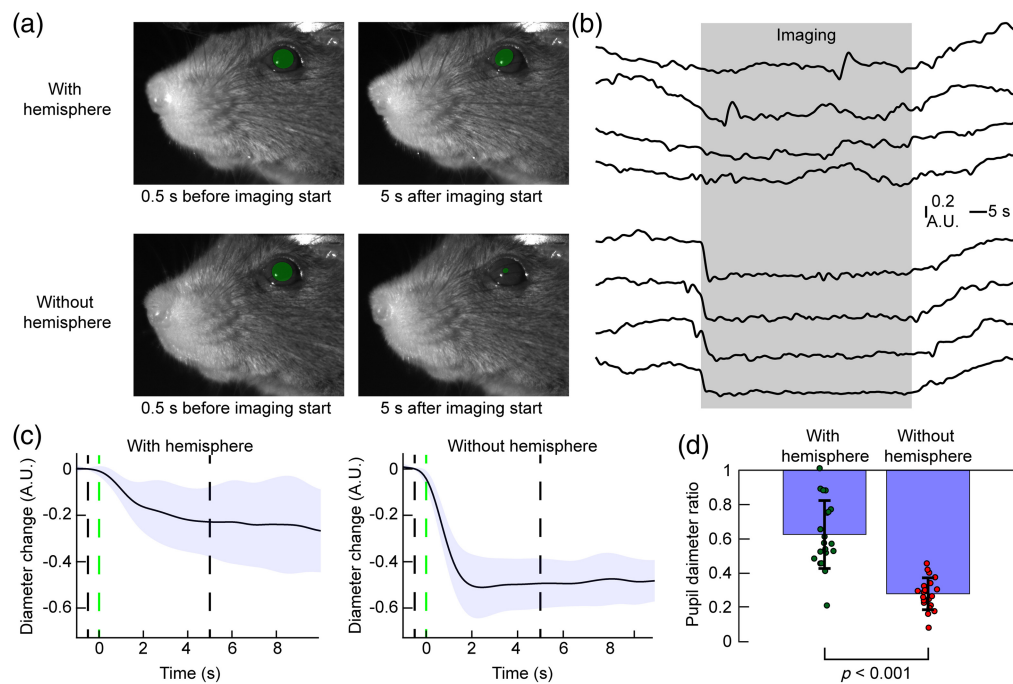 (a)
With
hemisphere
0.5 s before imaging start
5 s after imaging start
Without
hemisphere
0.5 s before imaging start
5 s after imaging start
(b)
Imaging
0.2
A.U.
5 s
(c)
With hemisphere
Diameter change (A.U.)
0
-0.2
-0.4
-0.6
0
2
4
6
8
Time (s)
Without hemisphere
Diameter change (A.U.)
0
-0.2
-0.4
-0.6
0
2
4
6
8
Time (s)
(d)
With
hemisphere
Without
hemisphere
Pupil daimeter ratio
1
0.8
0.6
0.4
0.2
0
p < 0.001